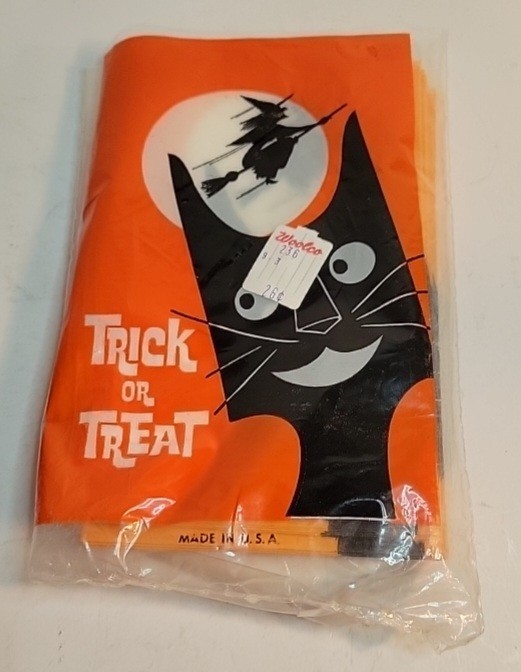 Woolco
236
$ 3
26¢
TRICK
OR
TREAT
MADE IN U.S.A.